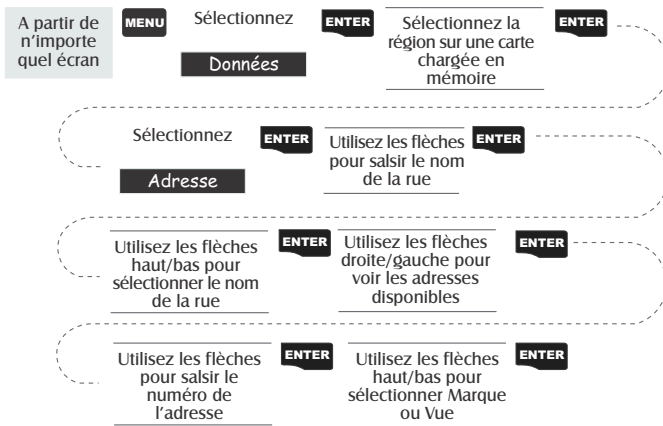 A partir de
n'importe
quel écran
MENU
Sélectionnez
Données
ENTER
Sélectionnez la
région sur une carte
chargée en
mémoire
ENTER
Sélectionnez
Adresse
ENTER
Utilisez les flèches
pour salsir le nom
de la rue
ENTER
Utilisez les flèches
haut/bas pour
sélectionner le nom
de la rue
ENTER
Utilisez les flèches
droite/gauche pour
voir les adresses
disponibles
ENTER
Utilisez les flèches
pour salsir le
numéro de
l'adresse
ENTER
Utilisez les flèches
haut/bas pour
sélectionner Marque
ou Vue
ENTER